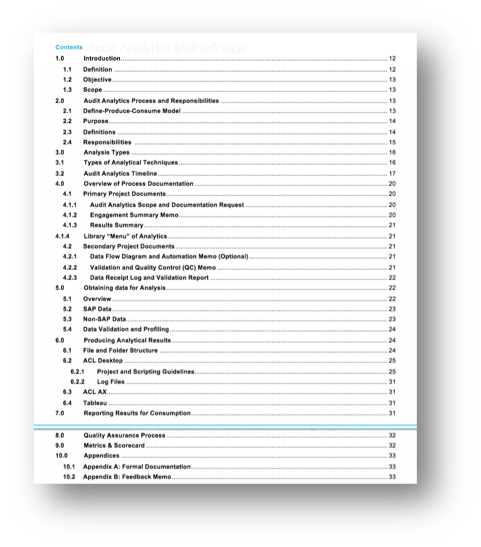 Audit Analytics Methodology
Contents
1.0 Introduction 12
1.1 Definition 12
1.2 Objective 13
1.3 Scope 13
2.0 Audit Analytics Process and Responsibilities 13
2.1 Define-Produce-Consume Model 13
2.2 Purpose 14
2.3 Definitions 14
2.4 Responsibilities 15
3.0 Analysis Types 16
3.1 Types of Analytical Techniques 16
3.2 Audit Analytics Timeline 17
4.0 Overview of Process Documentation 20
4.1 Primary Project Documents 20
4.1.1 Audit Analytics Scope and Documentation Request 20
4.1.2 Engagement Summary Memo 20
4.1.3 Results Summary 21
4.1.4 Library "Menu" of Analytics 21
4.2 Secondary Project Documents 21
4.2.1 Data Flow Diagram and Automation Memo (Optional) 21
4.2.2 Validation and Quality Control (QC) Memo 21
4.2.3 Data Receipt Log and Validation Report 22
5.0 Obtaining data for Analysis 22
5.1 Overview 22
5.2 SAP Data 23
5.3 Non-SAP Data 23
5.4 Data Validation and Profiling 24
6.0 Producing Analytical Results 24
6.1 File and Folder Structure 24
6.2 ACL Desktop 25
6.2.1 Project and Scripting Guidelines 25
6.2.2 Log Files 31
6.3 ACL AX 31
6.4 Tableau 31
7.0 Reporting Results for Consumption 31
8.0 Quality Assurance Process 32
9.0 Metrics & Scorecard 32
10.0 Appendices 33
10.1 Appendix A: Formal Documentation 33
10.2 Appendix B: Feedback Memo 33